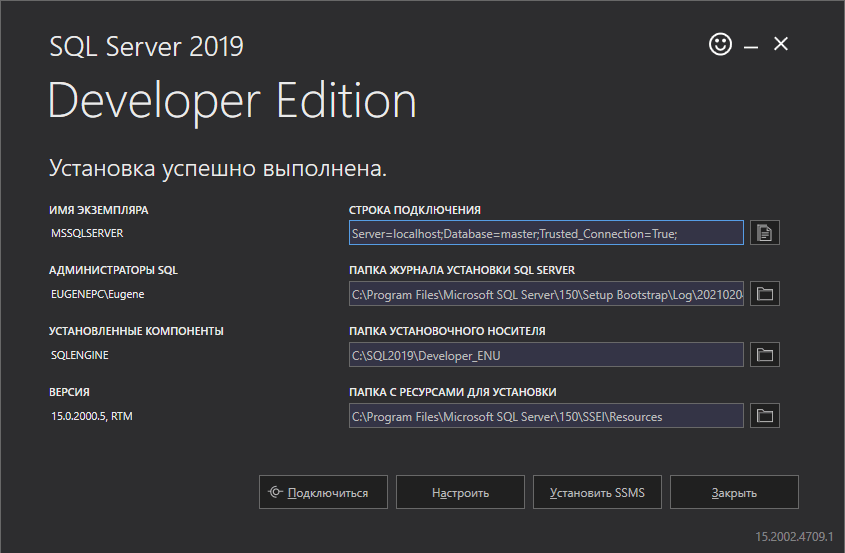 SQL Server 2019
Developer Edition
Установка успешно выполнена.
ИМЯ ЭКЗЕМПЛЯРА
MSSQLSERVER
СТРОКА ПОДКЛЮЧЕНИЯ
Server=localhost;Database=master;Trusted_Connection=True;
АДМИНИСТРАТОРЫ SQL
EUGENEPC\Eugene
ПАПКА ЖУРНАЛА УСТАНОВКИ SQL SERVER
C:\Program Files\Microsoft SQL Server\150\Setup Bootstrap\Log\2021020
УСТАНОВЛЕННЫЕ КОМПОНЕНТЫ
SQLENGINE
ПАПКА УСТАНОВОЧНОГО НОСИТЕЛЯ
C:\SQL2019\Developer_ENU
ВЕРСИЯ
15.0.2000.5, RTM
ПАПКА С РЕСУРСАМИ ДЛЯ УСТАНОВКИ
C:\Program Files\Microsoft SQL Server\150\SSEI\Resources
Подключиться
Настроить
Установить SSMS
Закрыть
15.2002.4709.1